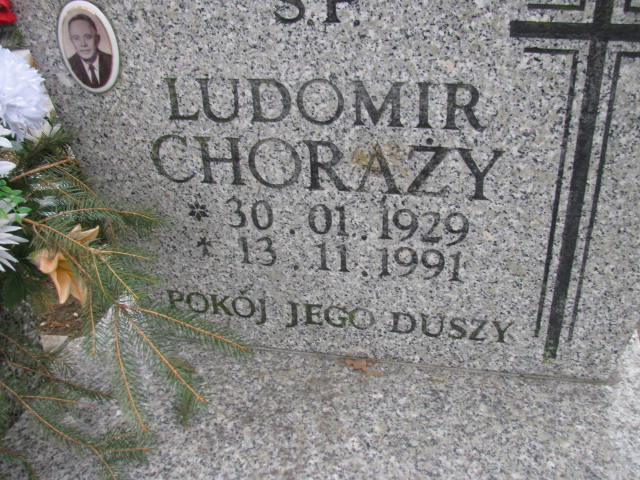 Ś.P.
LUDOMIR
CHORĄŻY
* 30.01.1929
† 13.11.1991
POKÓJ JEGO DUSZY